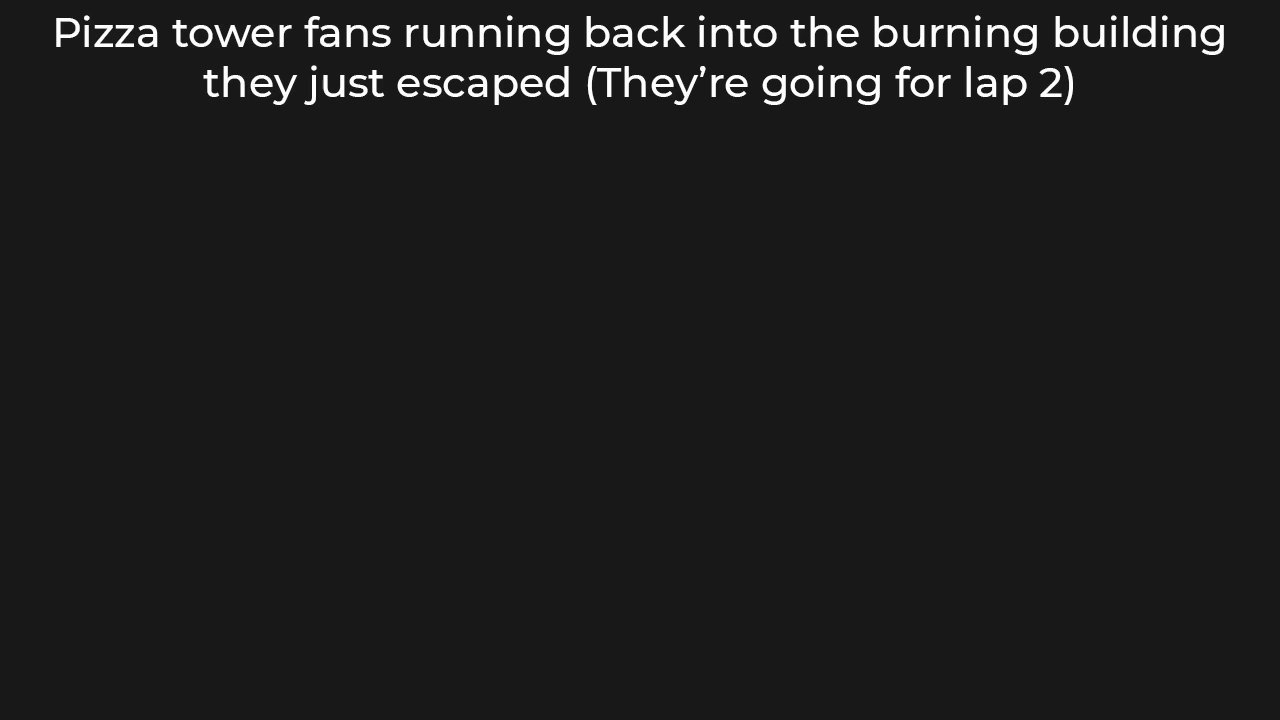 Pizza tower fans running back into the burning building
they just escaped (They’re going for lap 2)